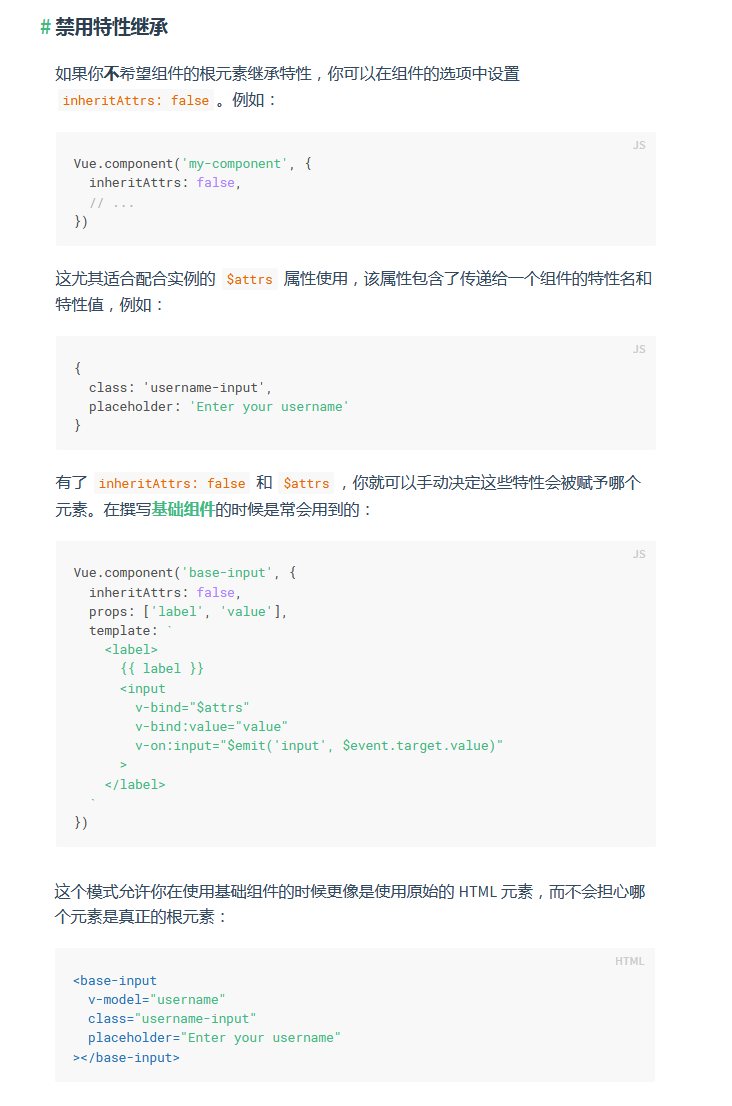 # 禁用特性继承
如果你不希望组件的根元素继承特性，你可以在组件的选项中设置
inheritAttrs: false 。例如：
JS
Vue.component('my-component', {
  inheritAttrs: false,
  // ...
})
这尤其适合配合实例的 $attrs 属性使用，该属性包含了传递给一个组件的特性名和
特性值，例如：
JS
{
  class: 'username-input',
  placeholder: 'Enter your username'
}
有了 inheritAttrs: false 和 $attrs ，你就可以手动决定这些特性会被赋予哪个
元素。在撰写基础组件的时候是常会用到的：
JS
Vue.component('base-input', {
  inheritAttrs: false,
  props: ['label', 'value'],
  template: `
    <label>
      {{ label }}
      <input
        v-bind="$attrs"
        v-bind:value="value"
        v-on:input="$emit('input', $event.target.value)"
      >
    </label>
  `
})
这个模式允许你在使用基础组件的时候更像是使用原始的 HTML 元素，而不会担心哪
个元素是真正的根元素：
HTML
<base-input
  v-model="username"
  class="username-input"
  placeholder="Enter your username"
></base-input>